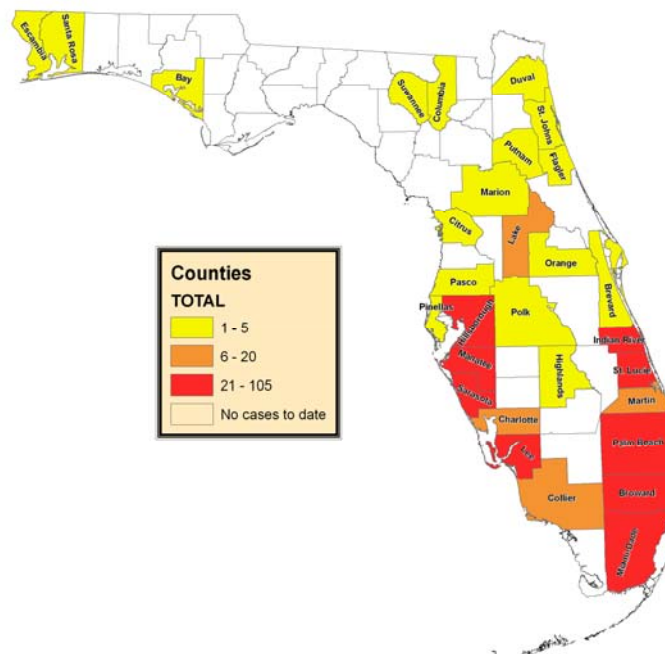 Escambia
Santa Rosa
Bay
Suwannee
Columbia
Duval
St. Johns
Putnam
Flagler
Marion
Citrus
Lake
Orange
Pasco
Brevard
Pinellas
Hillsborough
Polk
Indian River
Manatee
Highlands
St. Lucie
Sarasota
Martin
Charlotte
Lee
Palm Beach
Collier
Broward
Miami-Dade
Counties
TOTAL
1 - 5
6 - 20
21 - 105
No cases to date